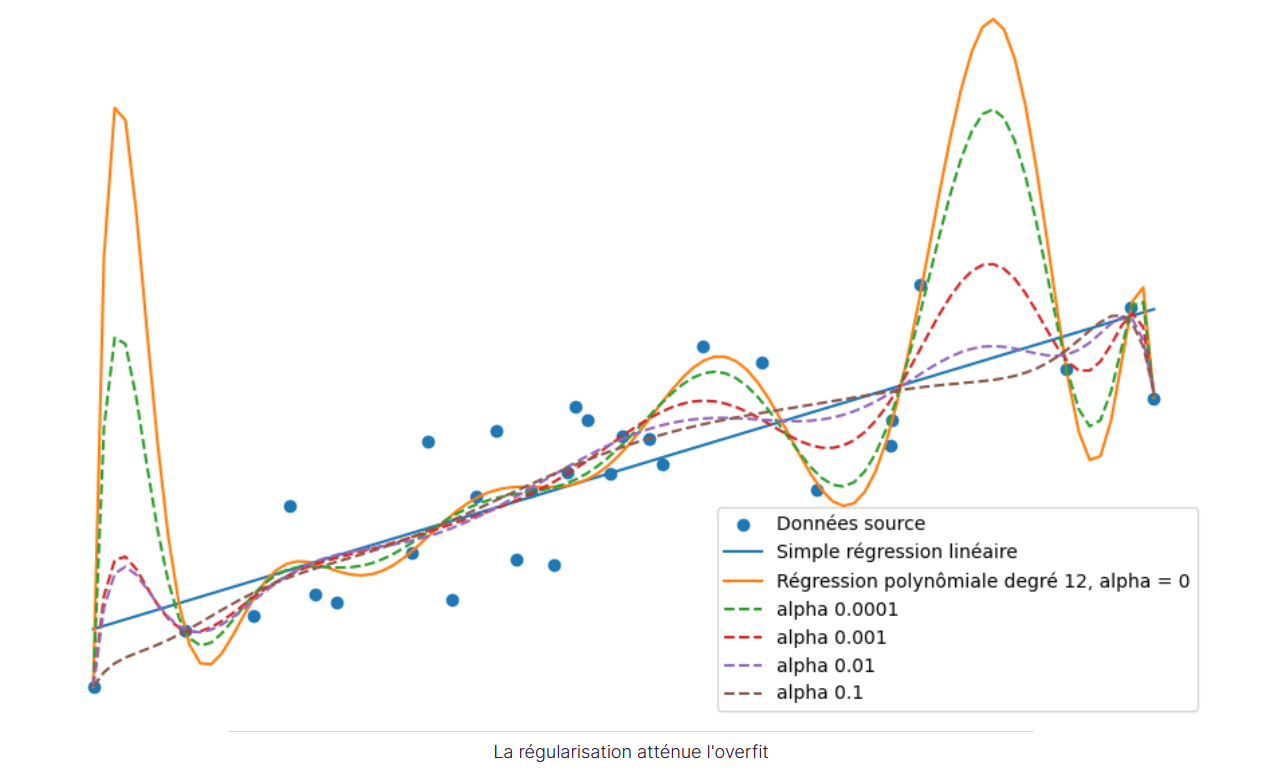 Données source
Simple régression linéaire
Régression polynômiale degré 12, alpha = 0
alpha 0.0001
alpha 0.001
alpha 0.01
alpha 0.1
La régularisation atténue l'overfit